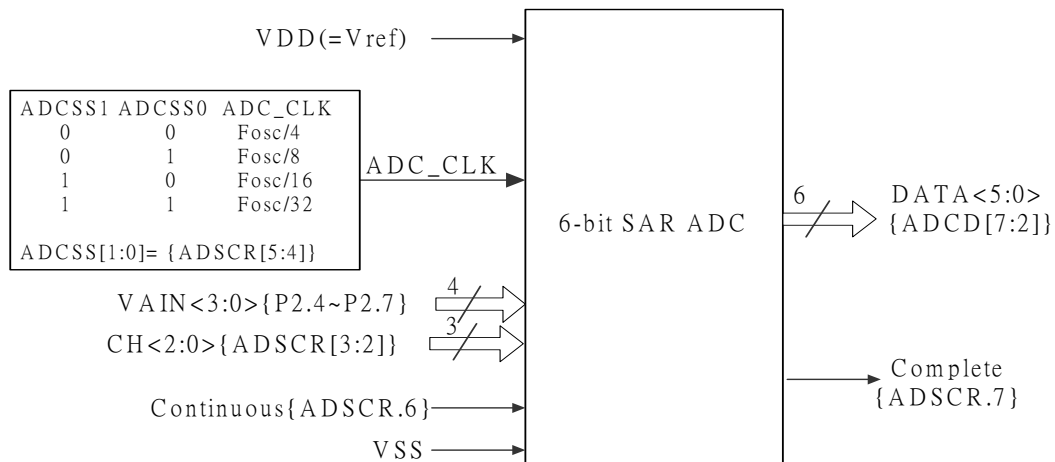 VDD(=Vref)
ADCSS1 ADCSS0 ADC_CLK
0 0 Fosc/4
0 1 Fosc/8
1 0 Fosc/16
1 1 Fosc/32
ADCSS[1:0]= {ADSCR[5:4]}
ADC_CLK
6-bit SAR ADC
6
DATA<5:0>
{ADCD[7:2]}
VAIN<3:0>{P2.4~P2.7}
4
CH<2:0>{ADSCR[3:2]}
3
Continuous{ADSCR.6}
VSS
Complete
{ADSCR.7}